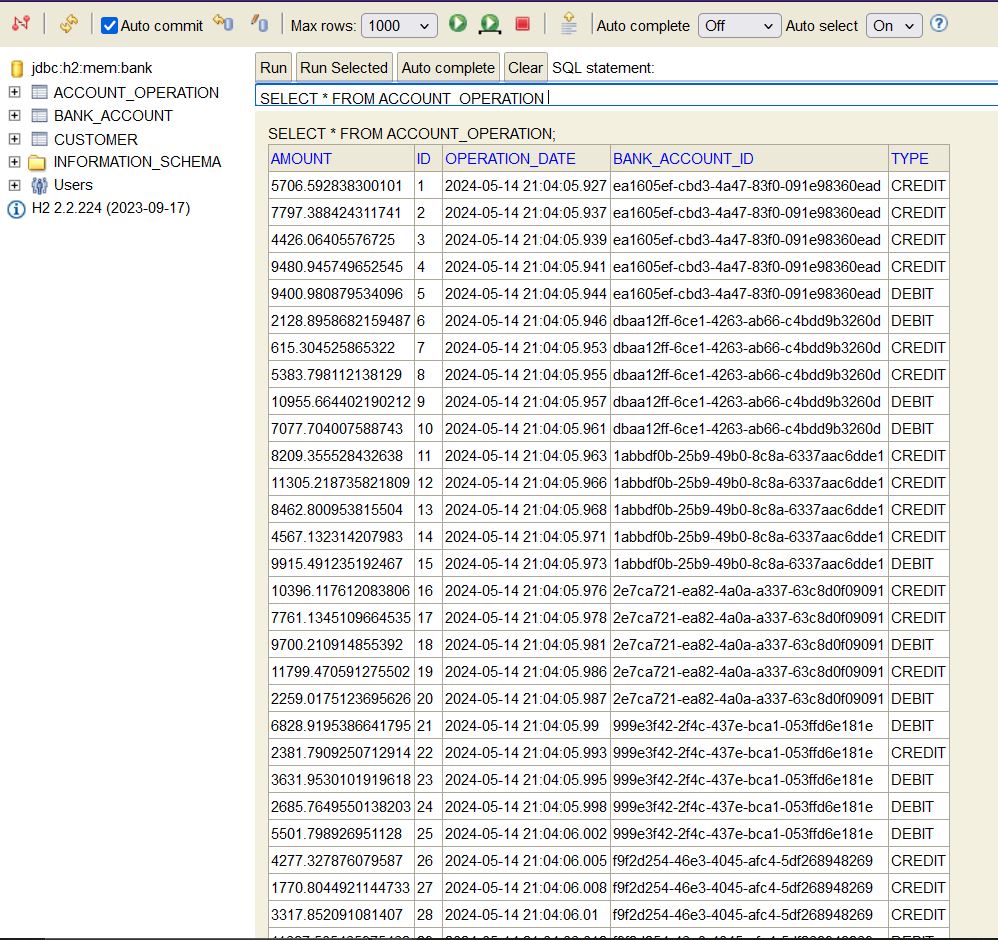 Auto commit Max rows: 1000 Auto complete Off Auto select On
jdbc:h2:mem:bank
ACCOUNT_OPERATION
BANK_ACCOUNT
CUSTOMER
INFORMATION_SCHEMA
Users
H2 2.2.224 (2023-09-17)
Run Run Selected Auto complete Clear SQL statement:
SELECT * FROM ACCOUNT_OPERATION
SELECT * FROM ACCOUNT_OPERATION;
AMOUNT ID OPERATION_DATE BANK_ACCOUNT_ID TYPE
5706.592838300101 1 2024-05-14 21:04:05.927 ea1605ef-cbd3-4a47-83f0-091e98360ead CREDIT
7797.388424311741 2 2024-05-14 21:04:05.937 ea1605ef-cbd3-4a47-83f0-091e98360ead CREDIT
4426.06405576725 3 2024-05-14 21:04:05.939 ea1605ef-cbd3-4a47-83f0-091e98360ead CREDIT
9480.945749652545 4 2024-05-14 21:04:05.941 ea1605ef-cbd3-4a47-83f0-091e98360ead CREDIT
9400.980879534096 5 2024-05-14 21:04:05.944 ea1605ef-cbd3-4a47-83f0-091e98360ead DEBIT
2128.8958682159487 6 2024-05-14 21:04:05.946 dbaa12ff-6ce1-4263-ab66-c4bdd9b3260d DEBIT
615.304525865322 7 2024-05-14 21:04:05.953 dbaa12ff-6ce1-4263-ab66-c4bdd9b3260d CREDIT
5383.798112138129 8 2024-05-14 21:04:05.955 dbaa12ff-6ce1-4263-ab66-c4bdd9b3260d CREDIT
10955.664402190212 9 2024-05-14 21:04:05.957 dbaa12ff-6ce1-4263-ab66-c4bdd9b3260d DEBIT
7077.704007588743 10 2024-05-14 21:04:05.961 dbaa12ff-6ce1-4263-ab66-c4bdd9b3260d DEBIT
8209.355528432638 11 2024-05-14 21:04:05.963 1abbdf0b-25b9-49b0-8c8a-6337aac6dde1 CREDIT
11305.218735821809 12 2024-05-14 21:04:05.966 1abbdf0b-25b9-49b0-8c8a-6337aac6dde1 CREDIT
8462.800953815504 13 2024-05-14 21:04:05.968 1abbdf0b-25b9-49b0-8c8a-6337aac6dde1 CREDIT
4567.132314207983 14 2024-05-14 21:04:05.971 1abbdf0b-25b9-49b0-8c8a-6337aac6dde1 CREDIT
9915.491235192467 15 2024-05-14 21:04:05.973 1abbdf0b-25b9-49b0-8c8a-6337aac6dde1 DEBIT
10396.117612083806 16 2024-05-14 21:04:05.976 2e7ca721-ea82-4a0a-a337-63c8d0f09091 CREDIT
7761.1345109664535 17 2024-05-14 21:04:05.978 2e7ca721-ea82-4a0a-a337-63c8d0f09091 CREDIT
9700.210914855392 18 2024-05-14 21:04:05.981 2e7ca721-ea82-4a0a-a337-63c8d0f09091 DEBIT
11799.470591275502 19 2024-05-14 21:04:05.986 2e7ca721-ea82-4a0a-a337-63c8d0f09091 CREDIT
2259.0175123695626 20 2024-05-14 21:04:05.987 2e7ca721-ea82-4a0a-a337-63c8d0f09091 DEBIT
6828.9195386641795 21 2024-05-14 21:04:05.99 999e3f42-2f4c-437e-bca1-053ffd6e181e DEBIT
2381.7909250712914 22 2024-05-14 21:04:05.993 999e3f42-2f4c-437e-bca1-053ffd6e181e CREDIT
3631.9530101919618 23 2024-05-14 21:04:05.995 999e3f42-2f4c-437e-bca1-053ffd6e181e DEBIT
2685.7649550138203 24 2024-05-14 21:04:05.998 999e3f42-2f4c-437e-bca1-053ffd6e181e DEBIT
5501.798926951128 25 2024-05-14 21:04:06.002 999e3f42-2f4c-437e-bca1-053ffd6e181e DEBIT
4277.327876079587 26 2024-05-14 21:04:06.005 f9f2d254-46e3-4045-afc4-5df268948269 CREDIT
1770.8044921144733 27 2024-05-14 21:04:06.008 f9f2d254-46e3-4045-afc4-5df268948269 CREDIT
3317.852091081407 28 2024-05-14 21:04:06.01 f9f2d254-46e3-4045-afc4-5df268948269 CREDIT